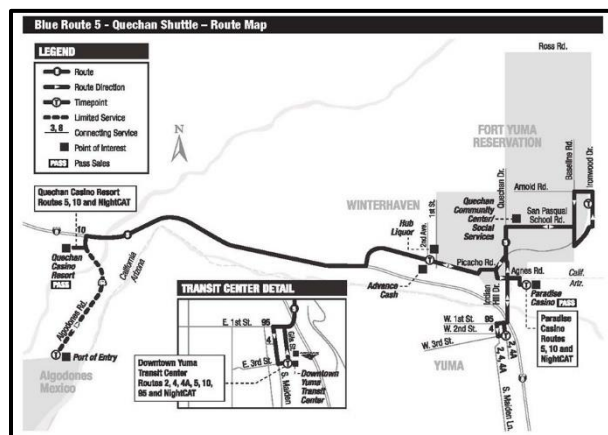 Blue Route 5 - Quechan Shuttle – Route Map
LEGEND
Route
Route Direction
Timepoint
Limited Service
3, 8 Connecting Service
Point of Interest
PASS Pass Sales
N
Ross Rd.
FORT YUMA
RESERVATION
Baseline Rd.
Ironwood Dr.
Quechan Dr.
Arnold Rd.
Quechan
Community
Center/
Social
Services
San Pasqual
School Rd.
WINTERHAVEN
1st St.
2nd Ave.
Hub
Liquor
Picacho Rd.
Agnes Rd.
Calif.
Ariz.
Advance
Cash
Indian
Hill Dr.
Paradise
Casino PASS
Paradise
Casino
Routes
5, 10 and
NightCAT
Quechan Casino Resort
Routes 5, 10 and NightCAT
10
Quechan
Casino
Resort
PASS
California
Arizona
Algodones Rd.
Port of Entry
Algodones
Mexico
TRANSIT CENTER DETAIL
E. 1st St. 95
4
Gila St.
E. 3rd St.
S. Maiden
Downtown
Yuma
Transit
Center
Downtown Yuma
Transit Center
Routes 2, 4, 4A, 5, 10,
95 and NightCAT
W. 1st St. 95
W. 2nd St. 4
W. 3rd St.
2, 4A
2, 4, 4A
YUMA
S. Maiden Ln.